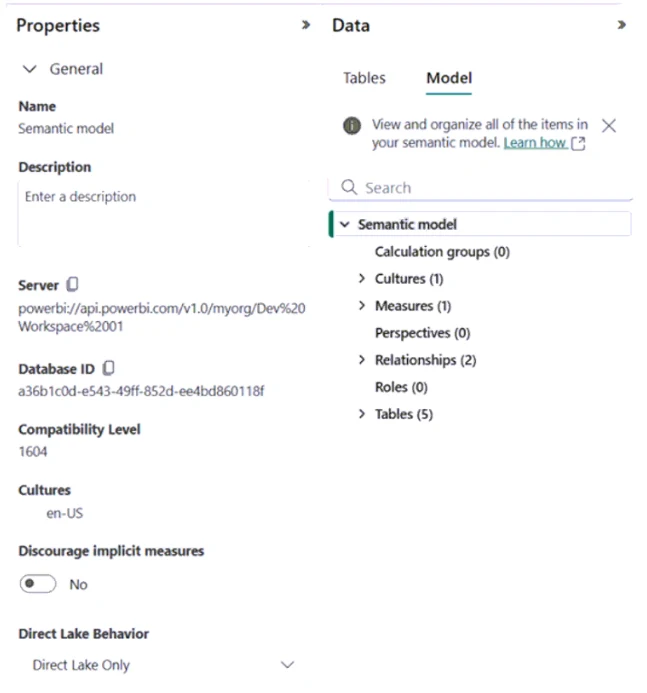 Properties
General
Name
Semantic model
Description
Enter a description
Server
powerbi://api.powerbi.com/v1.0/myorg/Dev%20
Workspace%2001
Database ID
a36b1c0d-e543-49ff-852d-ee4bd860118f
Compatibility Level
1604
Cultures
en-US
Discourage implicit measures
No
Direct Lake Behavior
Direct Lake Only
Data
Tables Model
View and organize all of the items in
your semantic model. Learn how
Search
Semantic model
Calculation groups (0)
Cultures (1)
Measures (1)
Perspectives (0)
Relationships (2)
Roles (0)
Tables (5)